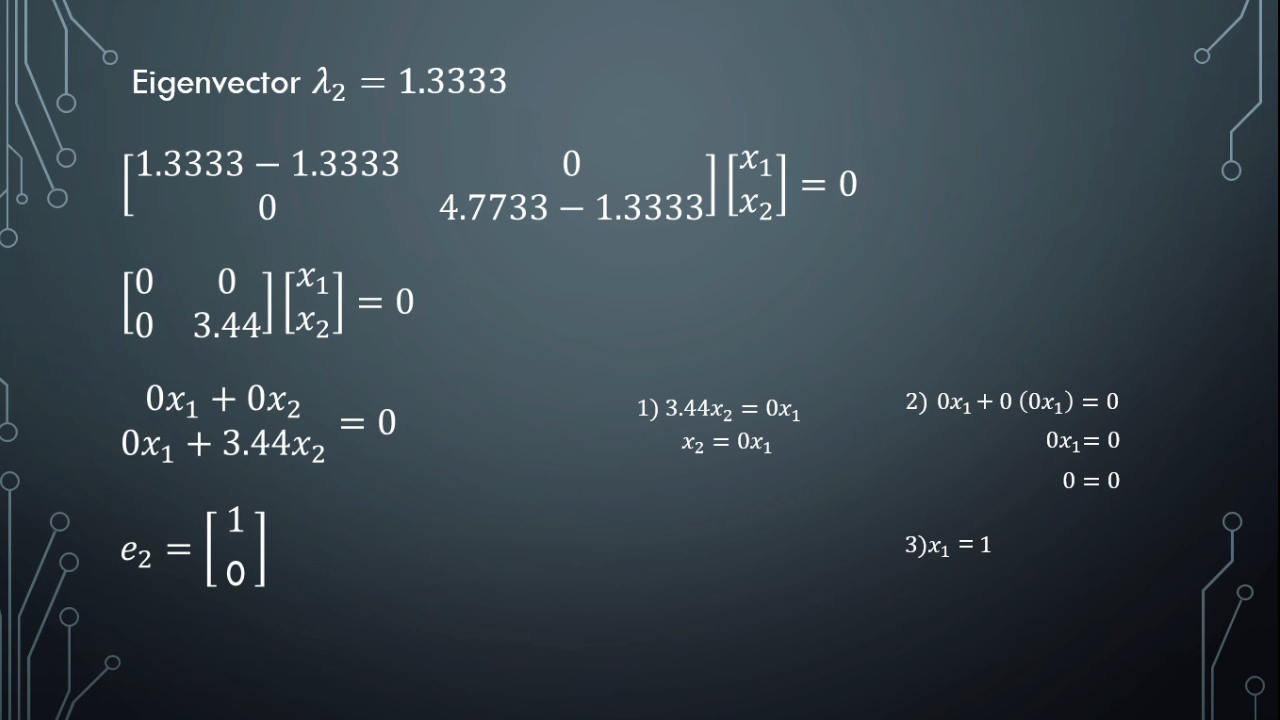 Eigenvector λ₂ = 1.3333
[1.3333 − 1.3333 0
0 4.7733 − 1.3333] [x₁
x₂] = 0
[0 0
0 3.44] [x₁
x₂] = 0
0x₁ + 0x₂
0x₁ + 3.44x₂ = 0
1) 3.44x₂ = 0x₁
x₂ = 0x₁
2) 0x₁ + 0 (0x₁) = 0
0x₁ = 0
0 = 0
3)x₁ = 1
e₂ = [1
0]